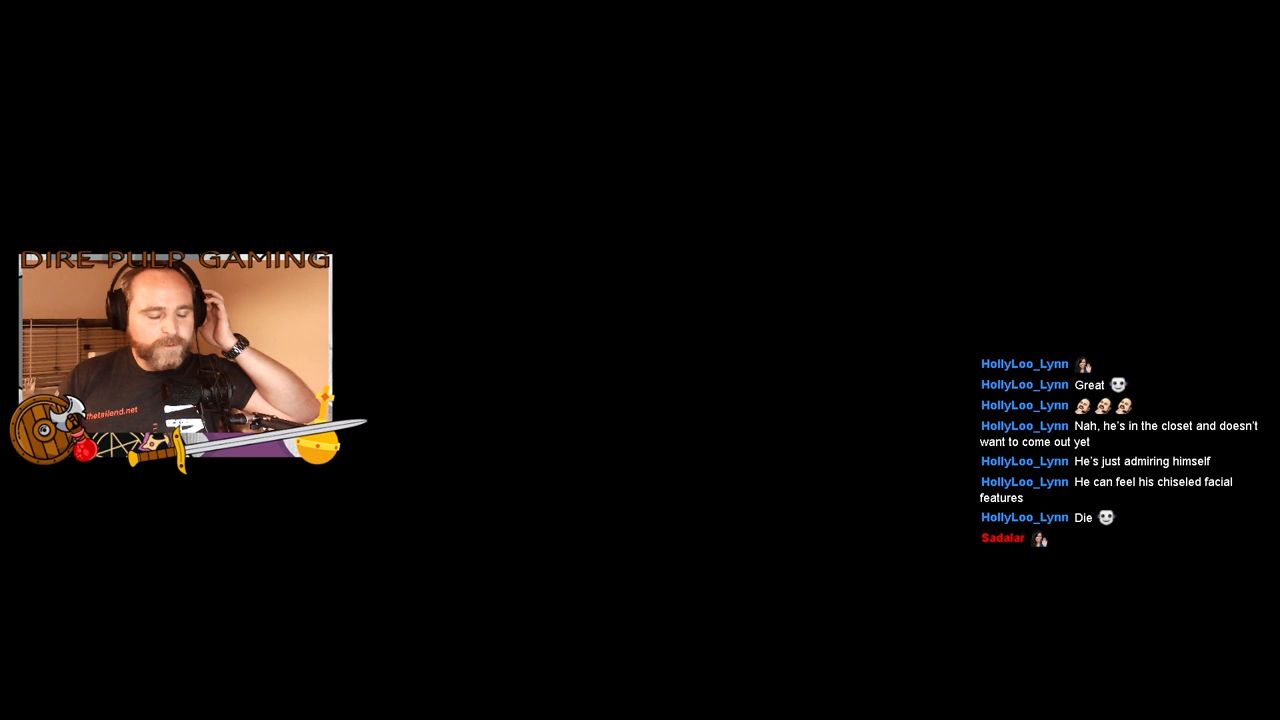 DIRE PULP GAMING
thetailend.net
HollyLoo_Lynn
HollyLoo_Lynn Great
HollyLoo_Lynn
HollyLoo_Lynn Nah, he's in the closet and doesn't
want to come out yet
HollyLoo_Lynn He's just admiring himself
HollyLoo_Lynn He can feel his chiseled facial
features
HollyLoo_Lynn Die
Sadalar